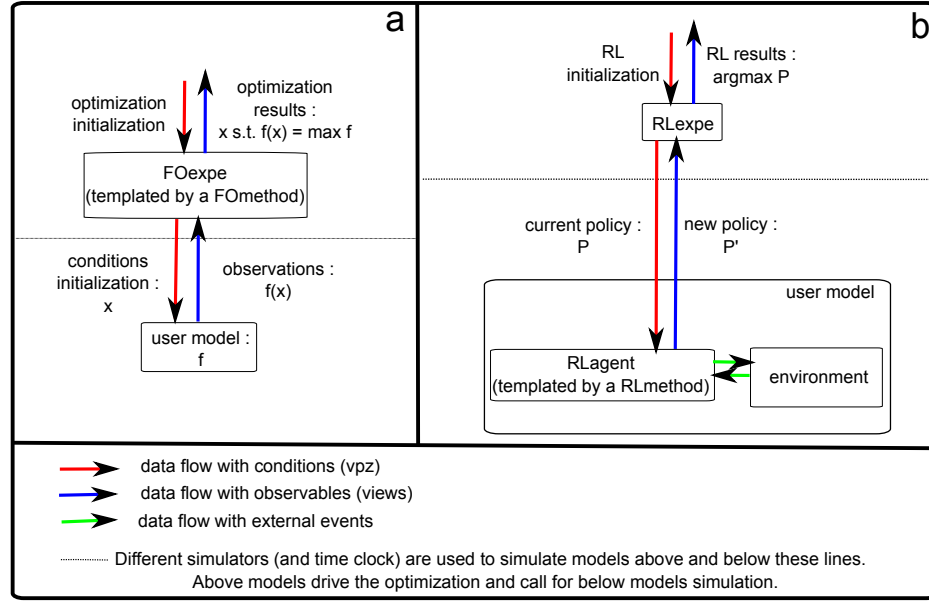 a
optimization
initialization
optimization
results :
x s.t. f(x) = max f
FOexpe
(templated by a FOmethod)
conditions
initialization :
x
observations :
f(x)
user model :
f
b
RL
initialization
RL results :
argmax P
RLexpe
current policy :
P
new policy :
P'
user model
RLagent
(templated by a RLmethod)
environment
data flow with conditions (vpz)
data flow with observables (views)
data flow with external events
Different simulators (and time clock) are used to simulate models above and below these lines.
Above models drive the optimization and call for below models simulation.